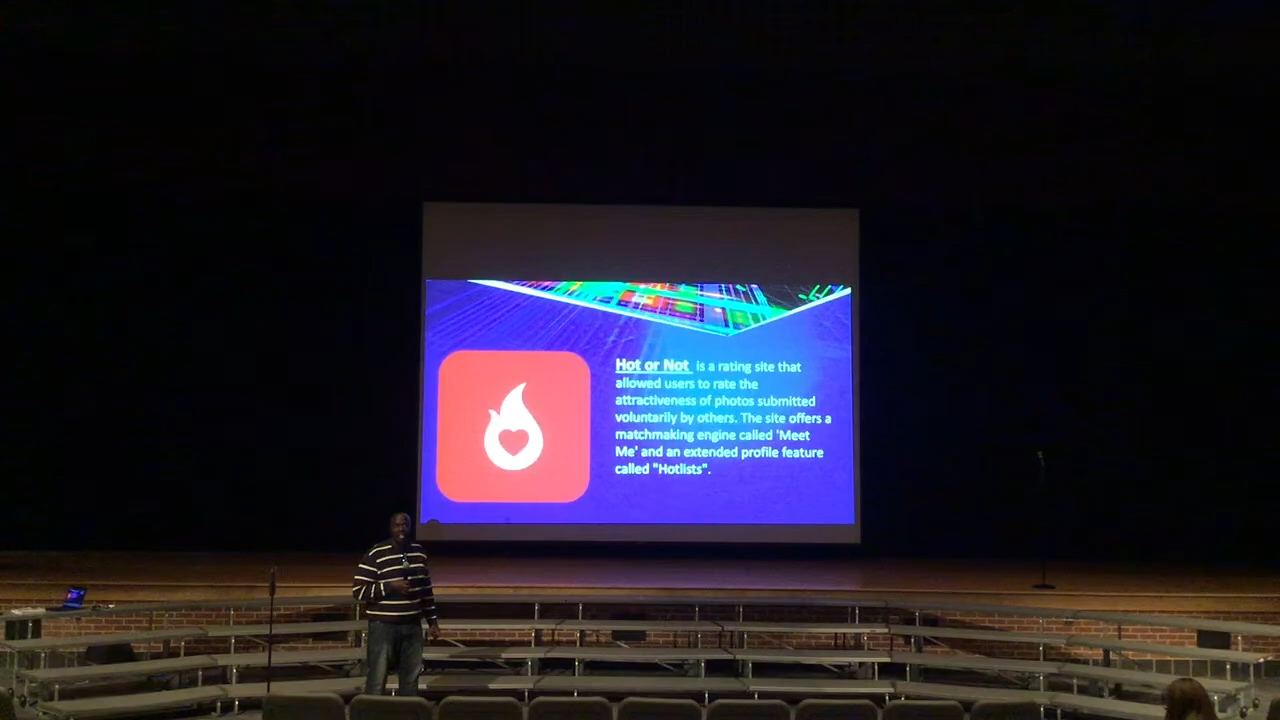 Hot or Not is a rating site that
allowed users to rate the
attractiveness of photos submitted
voluntarily by others. The site offers a
matchmaking engine called 'Meet
Me' and an extended profile feature
called "Hotlists".